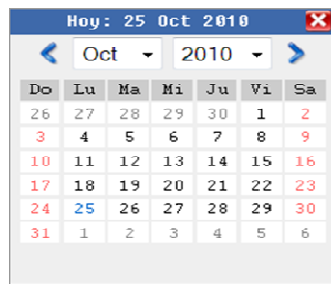 Hoy: 25 Oct 2010
Oct 2010
Do Lu Ma Mi Ju Vi Sa
26 27 28 29 30 1 2
3 4 5 6 7 8 9
10 11 12 13 14 15 16
17 18 19 20 21 22 23
24 25 26 27 28 29 30
31 1 2 3 4 5 6